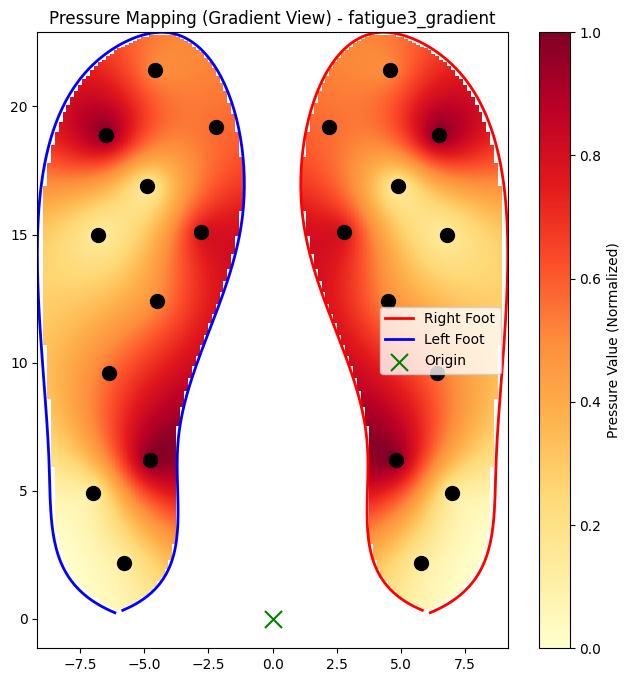 Pressure Mapping (Gradient View) - fatigue3_gradient
20
15
10
5
0
−7.5 −5.0 −2.5 0.0 2.5 5.0 7.5
Right Foot
Left Foot
Origin
1.0
0.8
0.6
0.4
0.2
0.0
Pressure Value (Normalized)